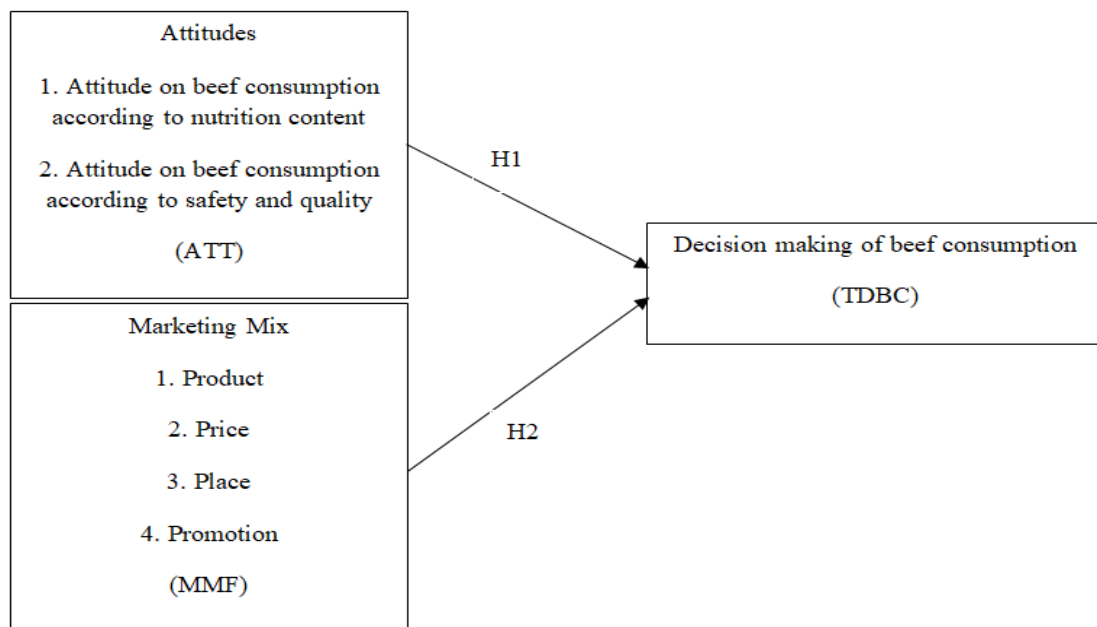 Attitudes
1. Attitude on beef consumption
according to nutrition content
2. Attitude on beef consumption
according to safety and quality
(ATT)
H1
Decision making of beef consumption
(TDBC)
Marketing Mix
1. Product
2. Price
3. Place
4. Promotion
(MMF)
H2